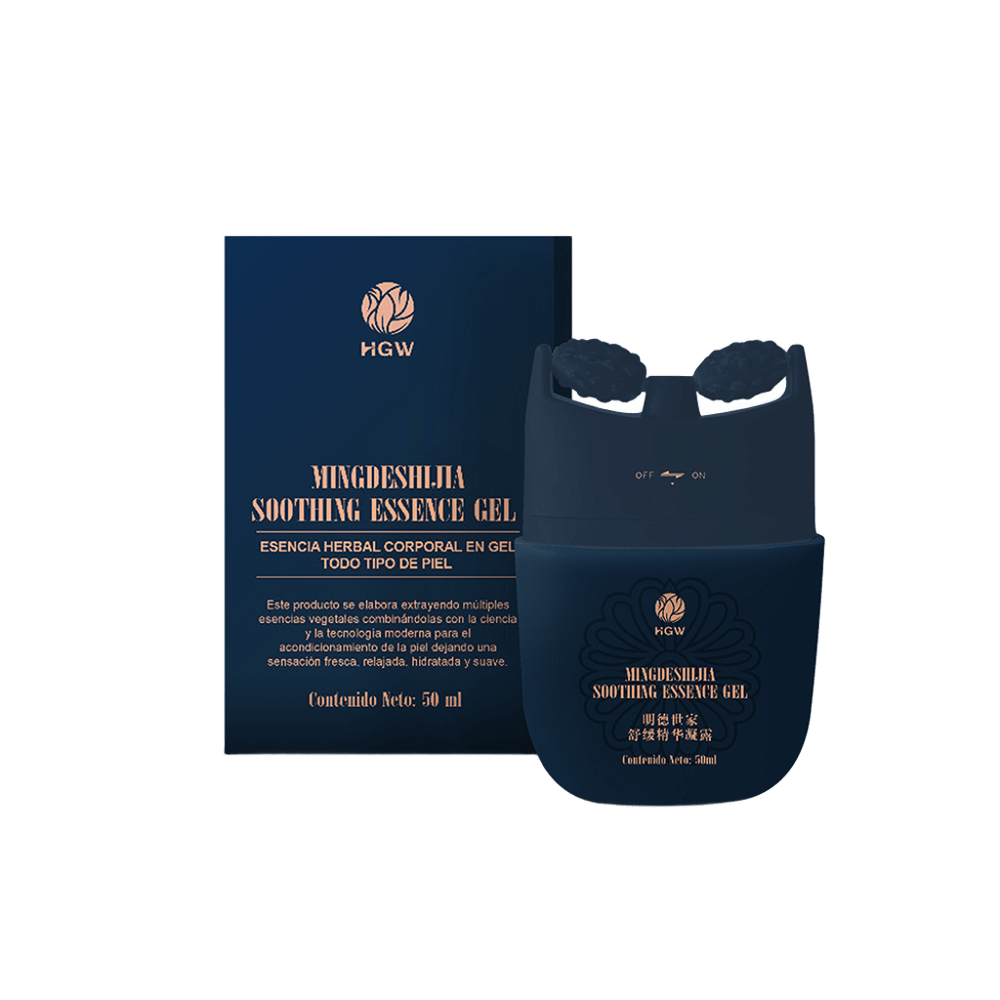 HGW
MINGDESHIJIA
SOOTHING ESSENCE GEL
ESENCIA HERBAL CORPORAL EN GEL
TODO TIPO DE PIEL
Este producto se elabora extrayendo múltiples
esencias vegetales combinándolas con la ciencia
y la tecnología moderna para el
acondicionamiento de la piel dejando una
sensación fresca, relajada, hidratada y suave.
Contenido Neto: 50 ml
OFF ON
HGW
MINGDESHIJIA
SOOTHING ESSENCE GEL
明德世家
舒缓精华凝露
Contenido Neto: 50ml